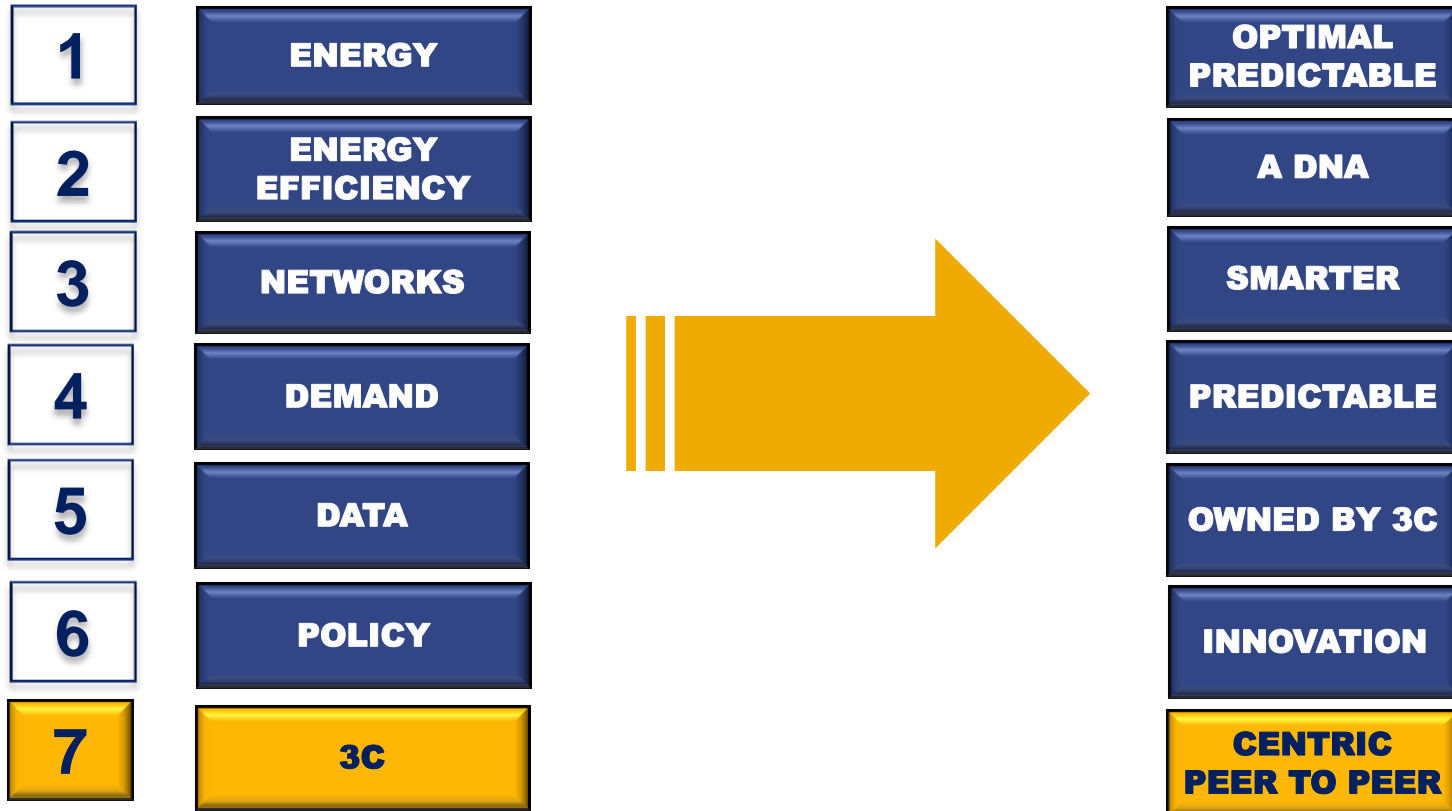 1
ENERGY
OPTIMAL
PREDICTABLE
2
ENERGY
EFFICIENCY
A DNA
3
NETWORKS
SMARTER
4
DEMAND
PREDICTABLE
5
DATA
OWNED BY 3C
6
POLICY
INNOVATION
7
3C
CENTRIC
PEER TO PEER